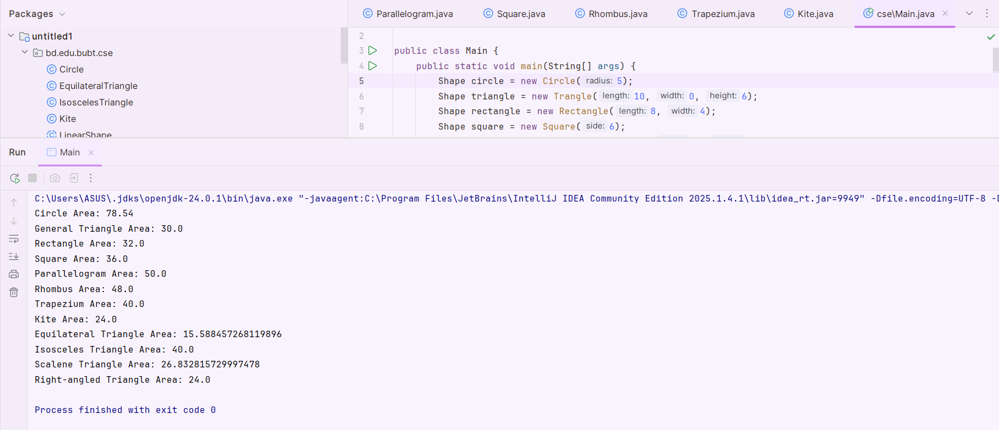 Packages
Parallelogram.java Square.java Rhombus.java Trapezium.java Kite.java cse\Main.java
untitled1
bd.edu.bubt.cse
Circle
EquilateralTriangle
IsoscelesTriangle
Kite
LinearShape
2
3 public class Main {
4 public static void main(String[] args) {
5 Shape circle = new Circle( radius: 5);
6 Shape triangle = new Trangle( length: 10, width: 0, height: 6);
7 Shape rectangle = new Rectangle( length: 8, width: 4);
8 Shape square = new Square( side: 6);
Run Main
C:\Users\ASUS\.jdks\openjdk-24.0.1\bin\java.exe "-javaagent:C:\Program Files\JetBrains\IntelliJ IDEA Community Edition 2025.1.4.1\lib\idea_rt.jar=9949" -Dfile.encoding=UTF-8
Circle Area: 78.54
General Triangle Area: 30.0
Rectangle Area: 32.0
Square Area: 36.0
Parallelogram Area: 50.0
Rhombus Area: 48.0
Trapezium Area: 40.0
Kite Area: 24.0
Equilateral Triangle Area: 15.588457268119896
Isosceles Triangle Area: 40.0
Scalene Triangle Area: 26.832815729997478
Right-angled Triangle Area: 24.0
Process finished with exit code 0